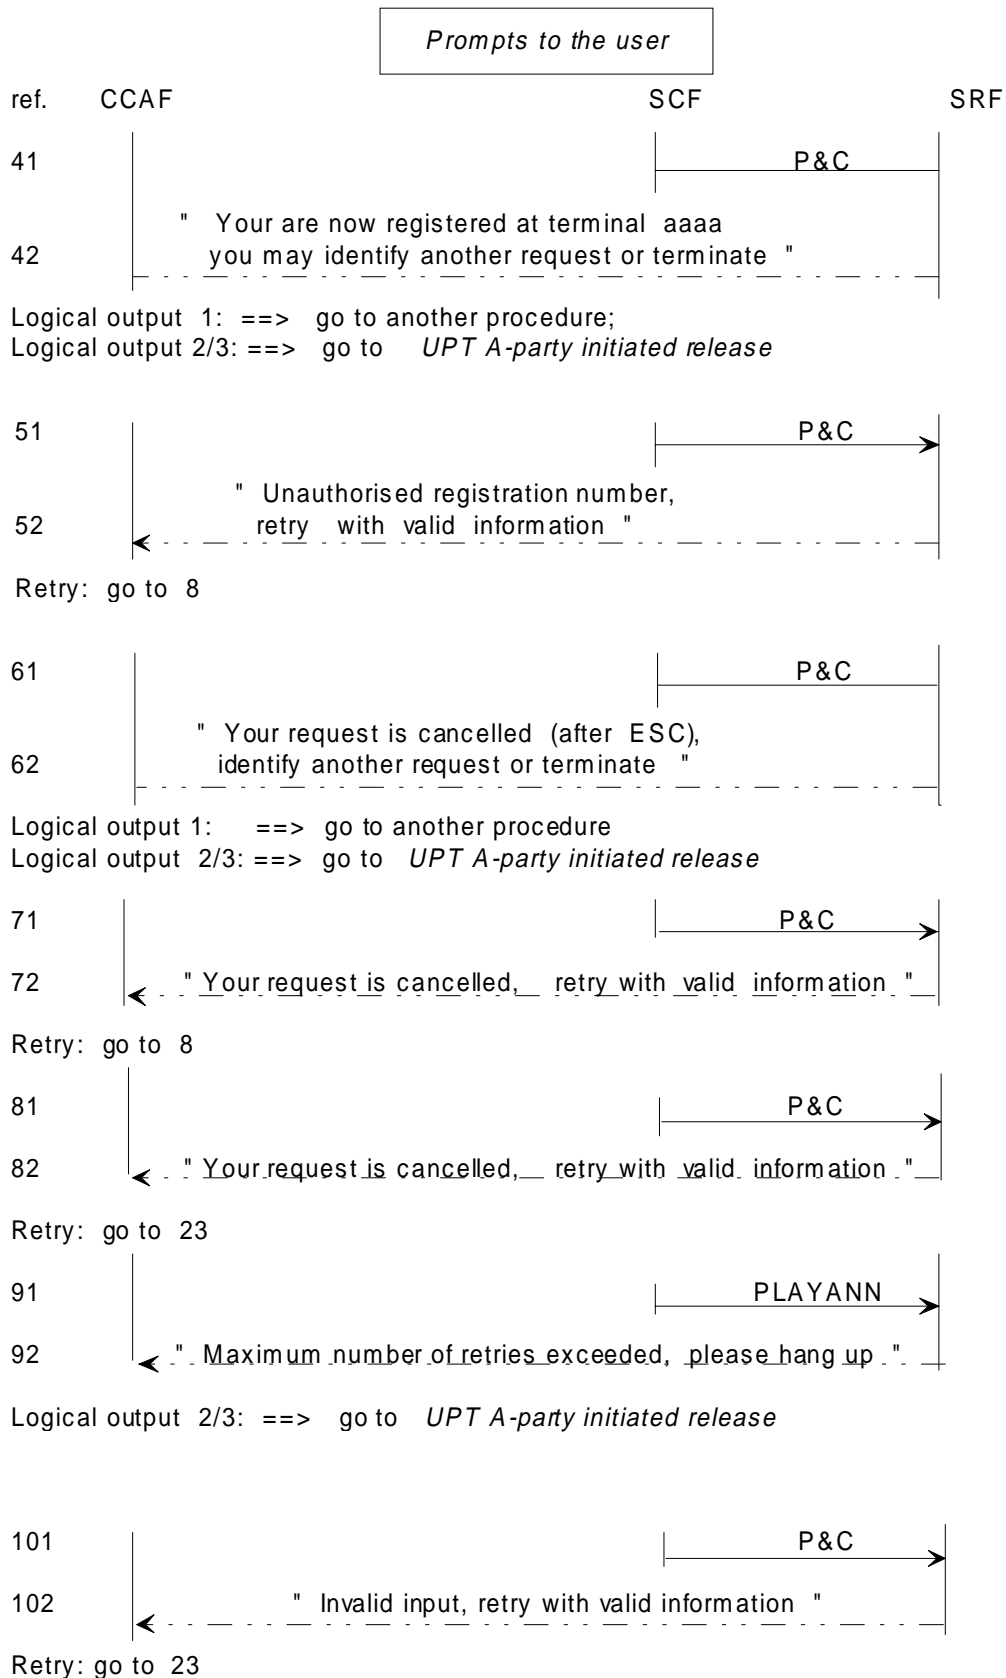 Prompts to the user
ref. CCAF SCF SRF
41 P&C
" Your are now registered at terminal aaaa
42 you may identify another request or terminate "
Logical output 1: ==> go to another procedure;
Logical output 2/3: ==> go to UPT A-party initiated release
51 P&C
" Unauthorised registration number,
52 retry with valid information "
Retry: go to 8
61 P&C
" Your request is cancelled (after ESC),
62 identify another request or terminate "
Logical output 1: ==> go to another procedure
Logical output 2/3: ==> go to UPT A-party initiated release
71 P&C
72 " Your request is cancelled, retry with valid information "
Retry: go to 8
81 P&C
82 " Your request is cancelled, retry with valid information "
Retry: go to 23
91 PLAYANN
92 " Maximum number of retries exceeded, please hang up "
Logical output 2/3: ==> go to UPT A-party initiated release
101 P&C
102 " Invalid input, retry with valid information "
Retry: go to 23